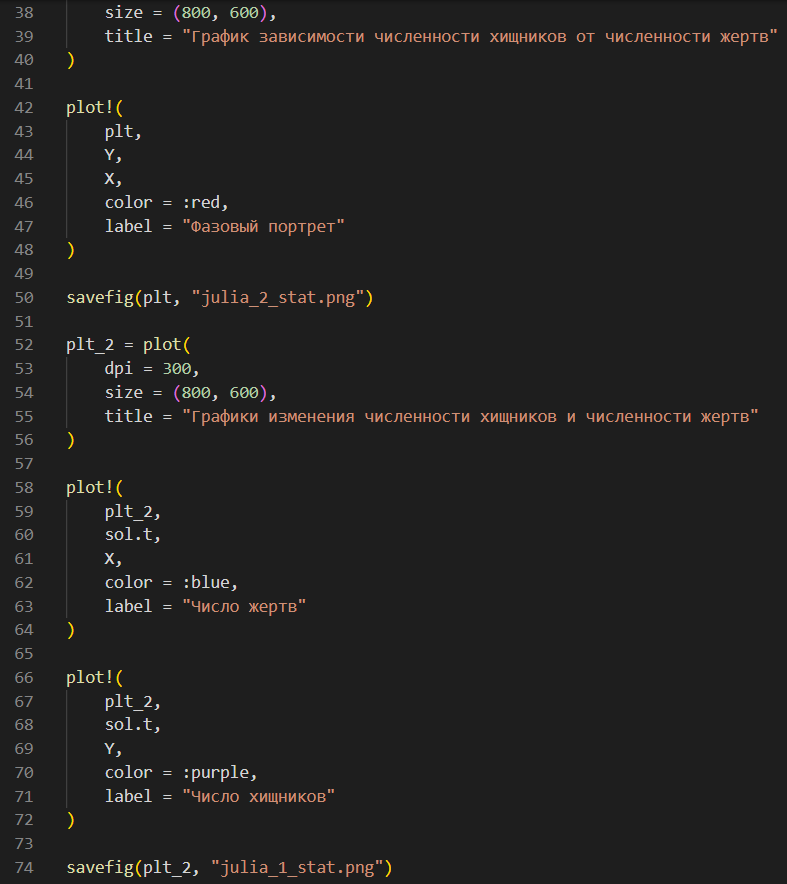 38 size = (800, 600),
39 title = "График зависимости численности хищников от численности жертв"
40 )
41
42 plot!(
43 plt,
44 Y,
45 X,
46 color = :red,
47 label = "Фазовый портрет"
48 )
49
50 savefig(plt, "julia_2_stat.png")
51
52 plt_2 = plot(
53 dpi = 300,
54 size = (800, 600),
55 title = "Графики изменения численности хищников и численности жертв"
56 )
57
58 plot!(
59 plt_2,
60 sol.t,
61 X,
62 color = :blue,
63 label = "Число жертв"
64 )
65
66 plot!(
67 plt_2,
68 sol.t,
69 Y,
70 color = :purple,
71 label = "Число хищников"
72 )
73
74 savefig(plt_2, "julia_1_stat.png")